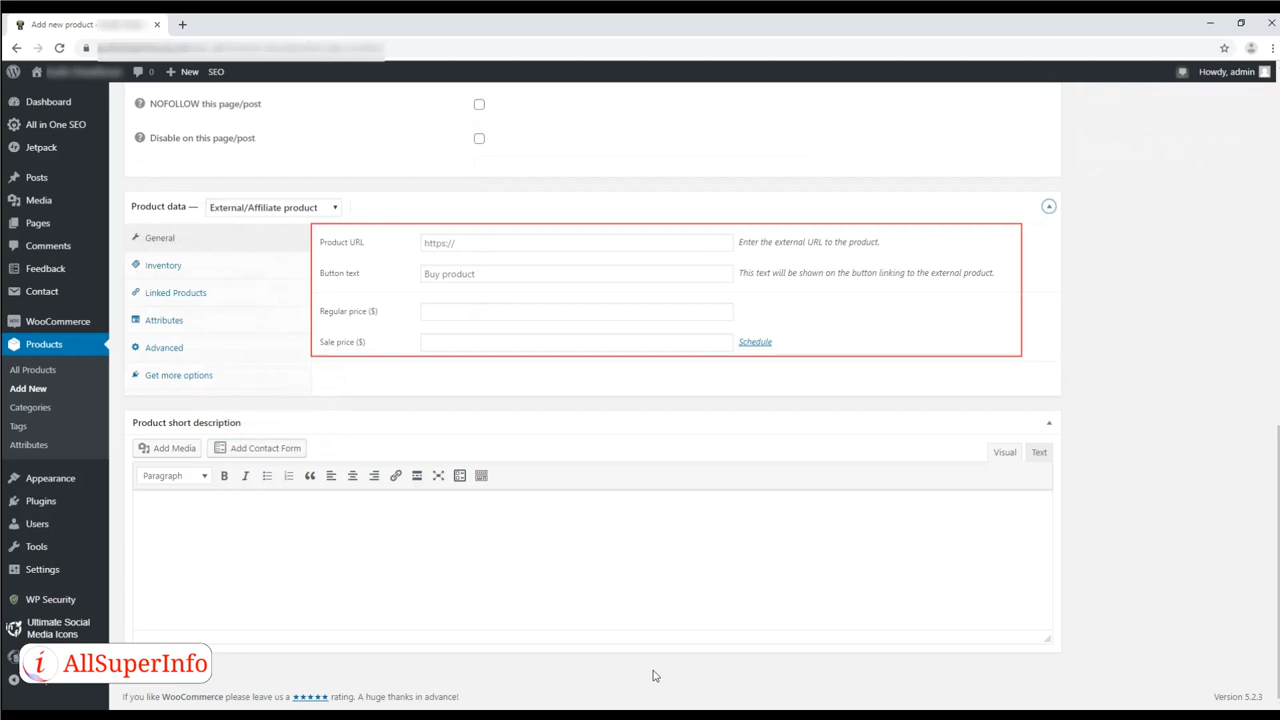 Add new product -
0
New
SEO
Howdy, admin
Dashboard
All in One SEO
Jetpack
Posts
Media
Pages
Comments
Feedback
Contact
WooCommerce
Products
All Products
Add New
Categories
Tags
Attributes
Appearance
Plugins
Users
Tools
Settings
WP Security
Ultimate Social
Media Icons
NOFOLLOW this page/post
Disable on this page/post
Product data — External/Affiliate product
General
Inventory
Linked Products
Attributes
Advanced
Get more options
Product URL https:// Enter the external URL to the product.
Button text Buy product This text will be shown on the button linking to the external product.
Regular price ($)
Sale price ($) Schedule
Product short description
Add Media Add Contact Form Visual Text
Paragraph B I
i AllSuperInfo
If you like WooCommerce please leave us a ★★★★★ rating. A huge thanks in advance! Version 5.2.3